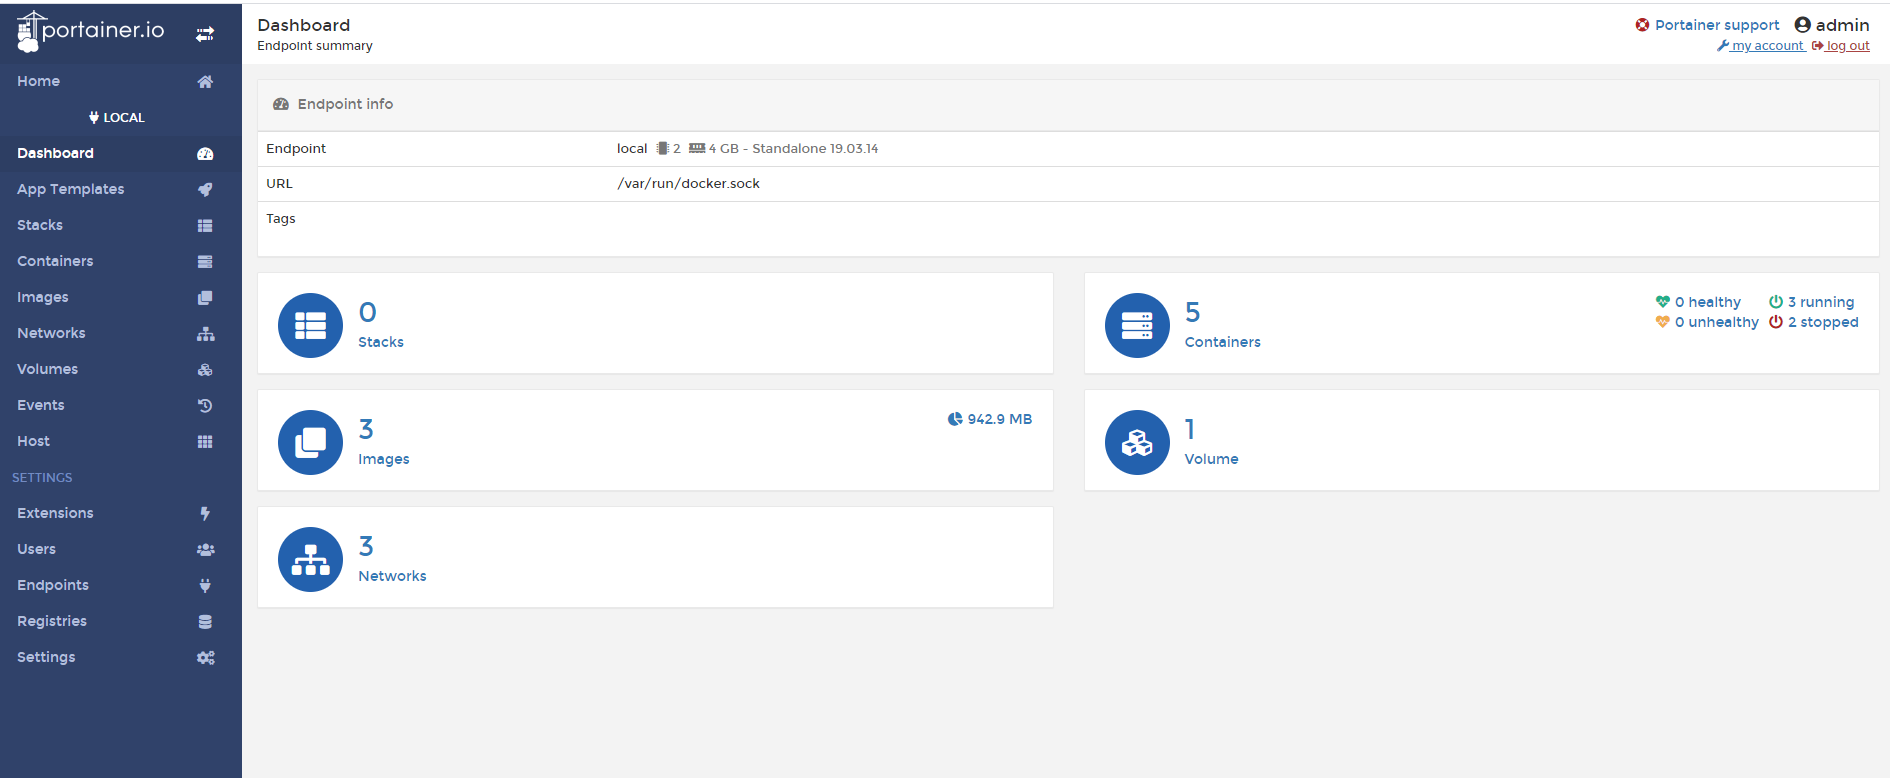 portainer.io
Home
LOCAL
Dashboard
App Templates
Stacks
Containers
Images
Networks
Volumes
Events
Host
SETTINGS
Extensions
Users
Endpoints
Registries
Settings
Dashboard
Endpoint summary
Portainer support admin
my account log out
Endpoint info
Endpoint local 2 4 GB - Standalone 19.03.14
URL /var/run/docker.sock
Tags
0
Stacks
5
Containers
0 healthy 3 running
0 unhealthy 2 stopped
3
Images
942.9 MB
1
Volume
3
Networks